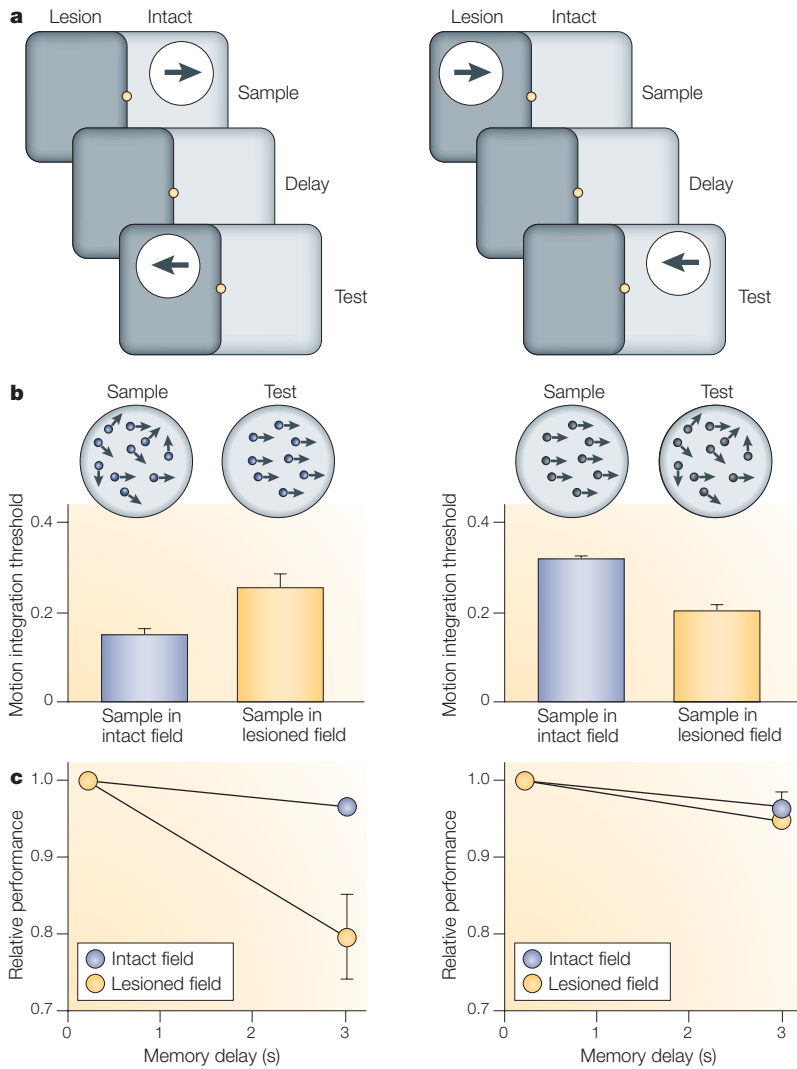 a
Lesion Intact
Sample
Delay
Test
Lesion Intact
Sample
Delay
Test
b
Sample Test
Motion integration threshold
0.4
0.2
0
Sample in
intact field
Sample in
lesioned field
Sample Test
Motion integration threshold
0.4
0.2
0
Sample in
intact field
Sample in
lesioned field
c
Relative performance
1.0
0.9
0.8
0.7
Intact field
Lesioned field
0 1 2 3
Memory delay (s)
Relative performance
1.0
0.9
0.8
0.7
Intact field
Lesioned field
0 1 2 3
Memory delay (s)